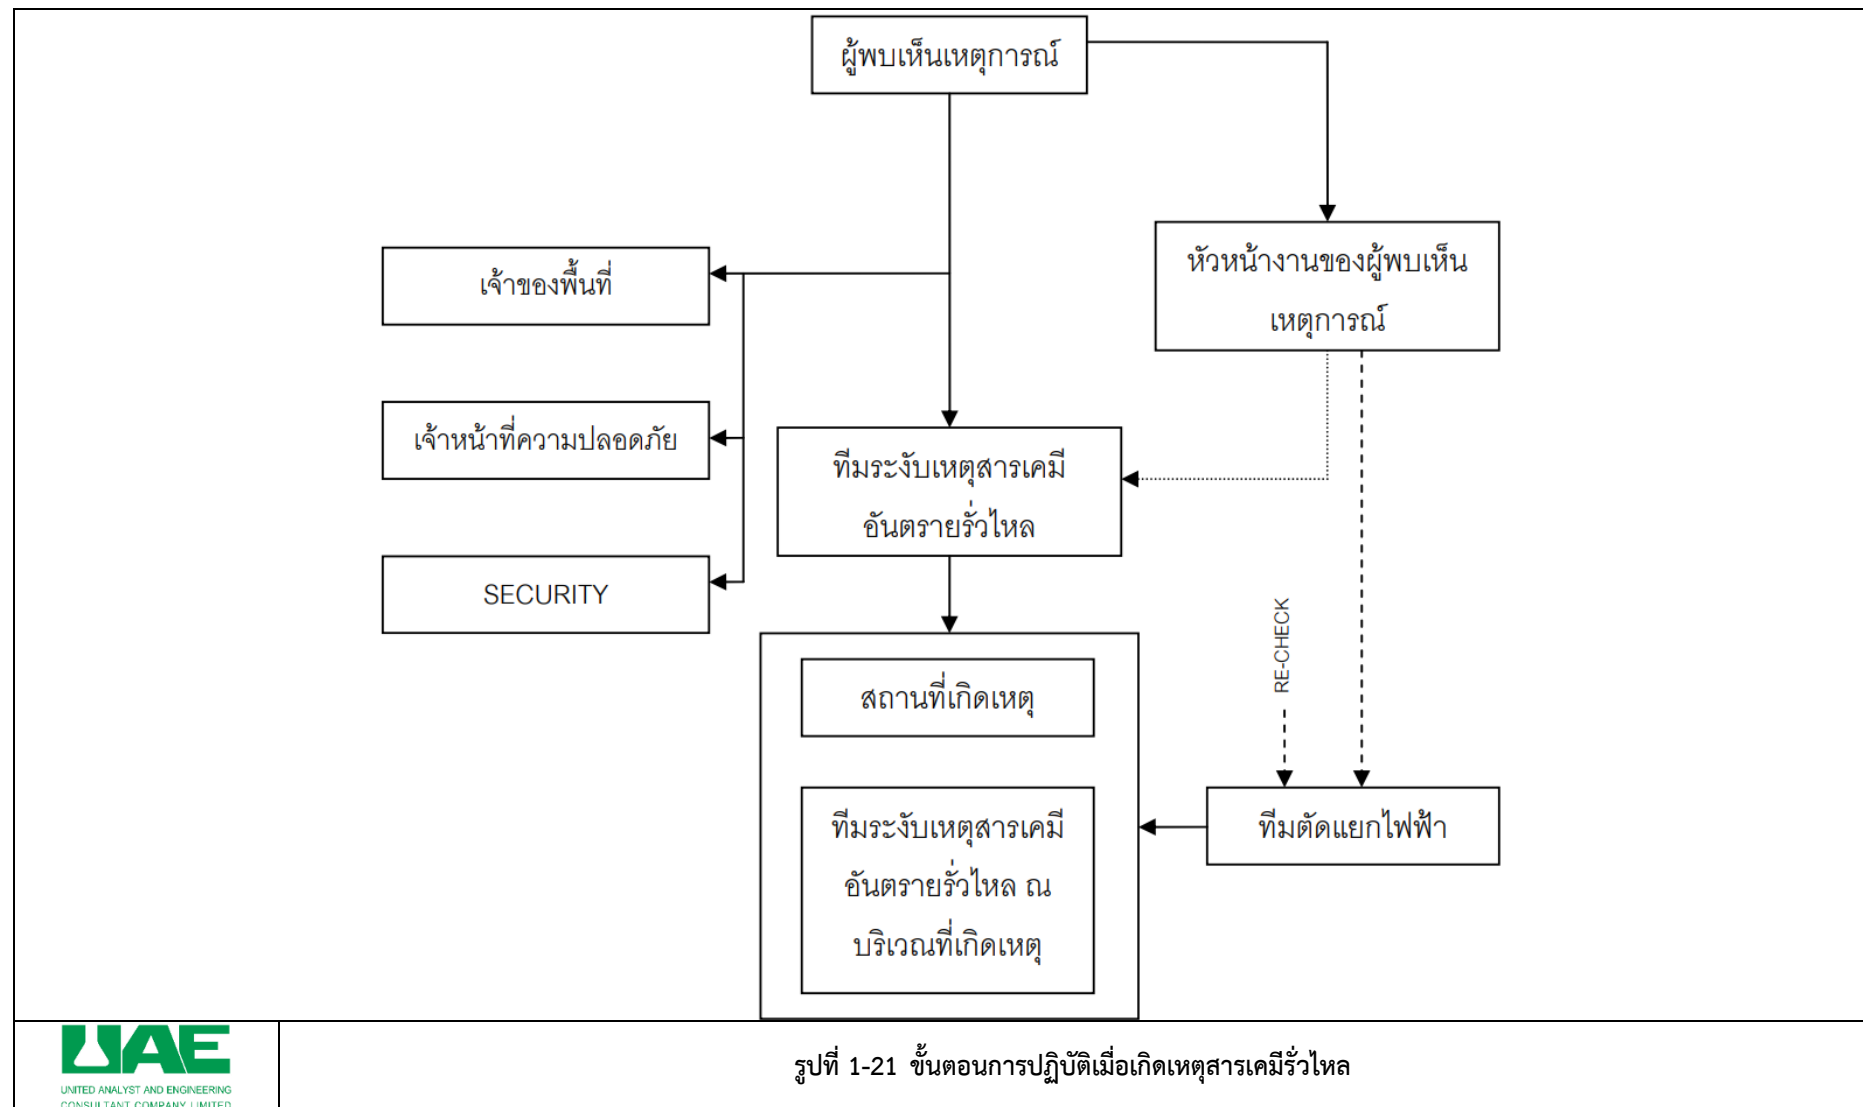 ผู้พบเห็นเหตุการณ์
หัวหน้างานของผู้พบเห็น
เหตุการณ์
เจ้าของพื้นที่
เจ้าหน้าที่ความปลอดภัย
ทีมระงับเหตุสารเคมี
อันตรายรั่วไหล
SECURITY
RE-CHECK
สถานที่เกิดเหตุ
ทีมระงับเหตุสารเคมี
อันตรายรั่วไหล ณ
บริเวณที่เกิดเหตุ
ทีมตัดแยกไฟฟ้า
UAE
UNITED ANALYST AND ENGINEERING
CONSULTANT COMPANY LIMITED
รูปที่ 1-21 ขั้นตอนการปฏิบัติเมื่อเกิดเหตุสารเคมีรั่วไหล